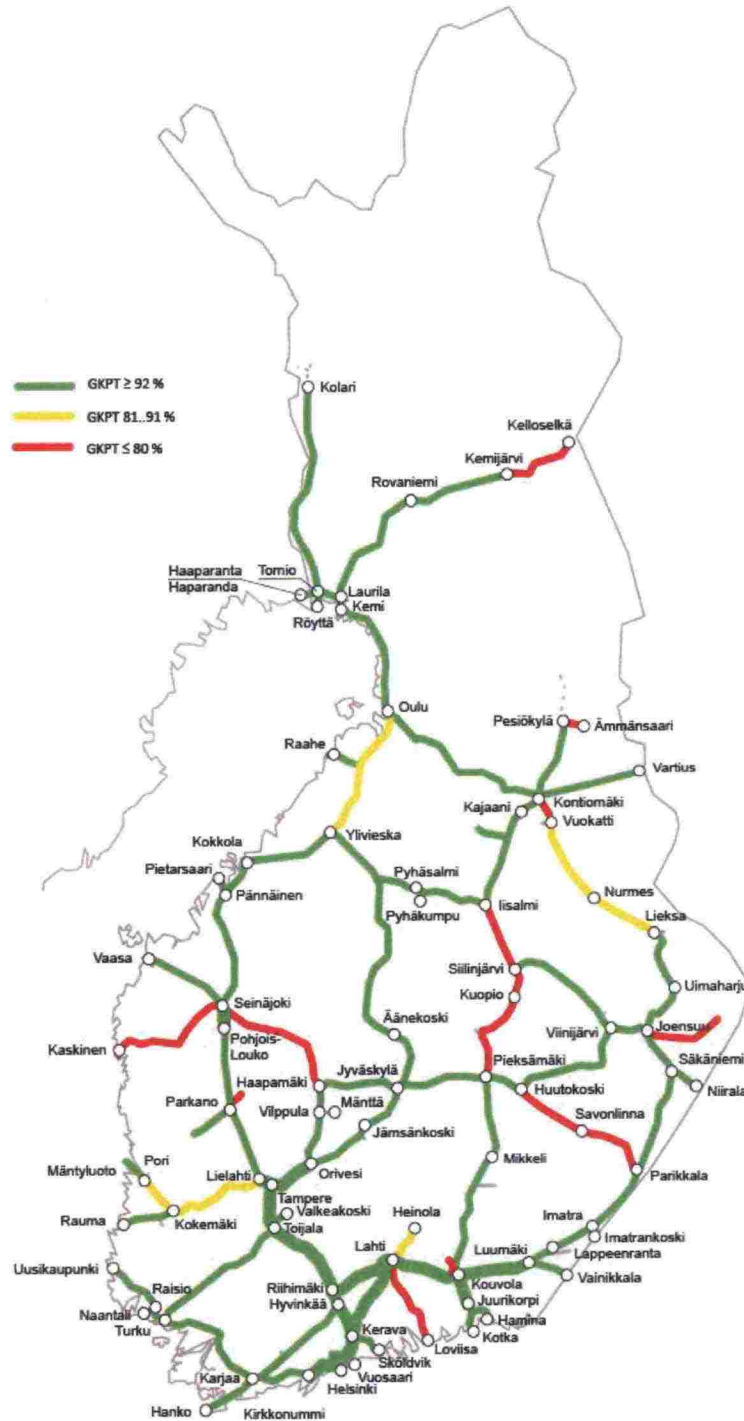 GKPT ≥ 92 %
GKPT 81..91 %
GKPT ≤ 80 %
Kolari
Kelloselkä
Kemijärvi
Rovaniemi
Haaparanta
Haparanda
Tornio
Laurila
Kemi
Röyttä
Oulu
Pesiökylä
Ämmänsaari
Raahe
Vartius
Kontiomäki
Kajaani
Vuokatti
Ylivieska
Kokkola
Pietarsaari
Pännäinen
Pyhäsalmi
Pyhäkumpu
Iisalmi
Nurmes
Lieksa
Vaasa
Siilinjärvi
Kuopio
Uimaharju
Seinäjoki
Pohjois-
Louko
Äänekoski
Viinijärvi
Joensuu
Kaskinen
Haapamäki
Jyväskylä
Pieksämäki
Säkäniemi
Huutokoski
Niirala
Parkano
Vilppula
Mänttä
Jämsänkoski
Savonlinna
Mäntyluoto
Pori
Lielahti
Orivesi
Mikkeli
Parikkala
Tampere
Valkeakoski
Heinola
Rauma
Kokemäki
Toijala
Imatra
Imatrankoski
Lahti
Luumäki
Lappeenranta
Uusikaupunki
Vainikkala
Raisio
Riihimäki
Kouvola
Naantali
Hyvinkää
Juurikorpi
Turku
Hamina
Kerava
Kotka
Loviisa
Sköldvik
Karjaa
Vuosaari
Helsinki
Hanko
Kirkkonummi